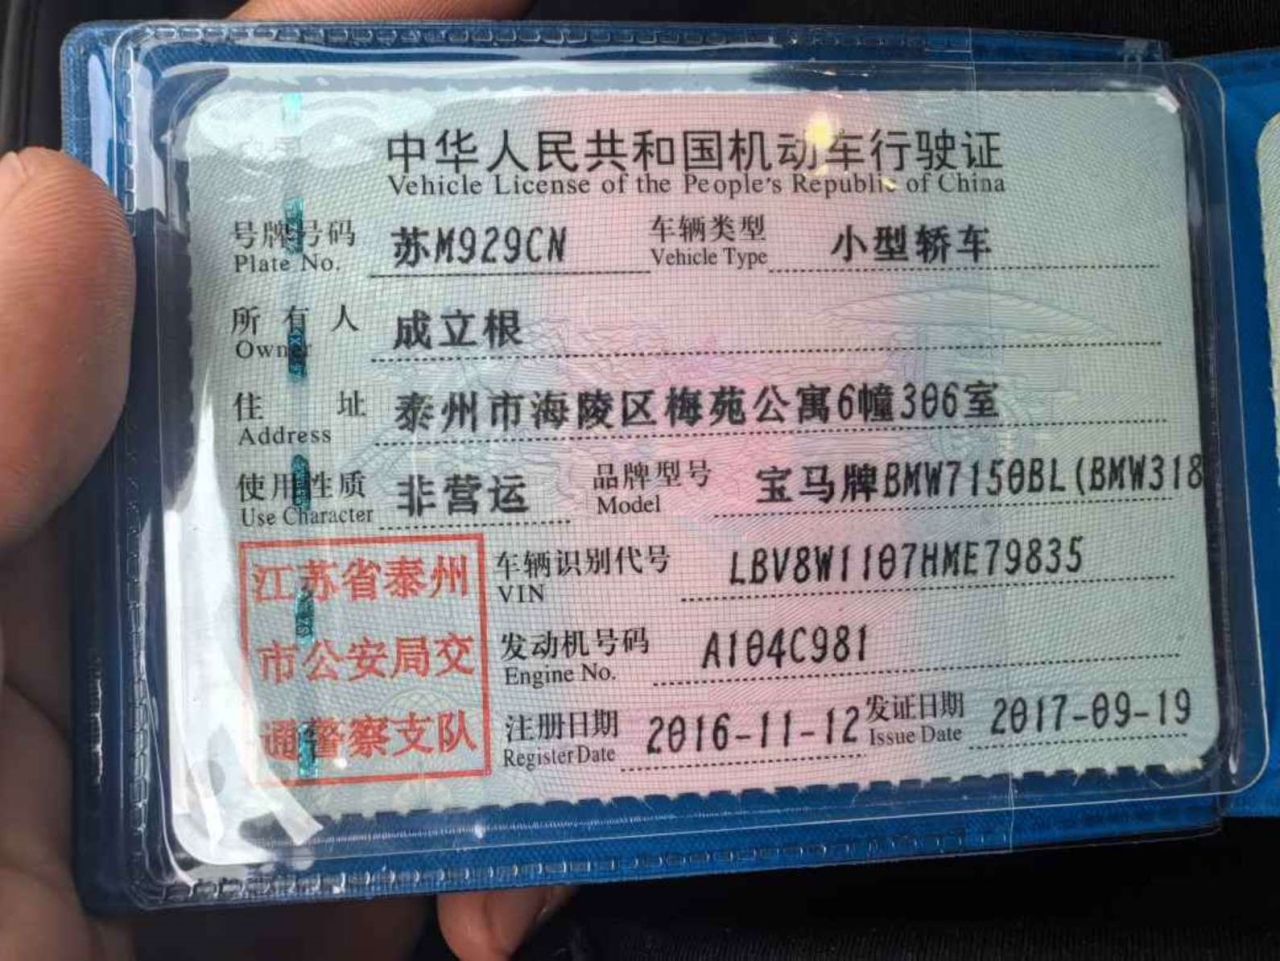 中华人民共和国机动车行驶证
Vehicle License of the People's Republic of China
号牌号码 苏M929CN 车辆类型 小型轿车
Plate No. Vehicle Type
所有人 成立根
Owner
住址 泰州市海陵区梅苑公寓6幢306室
Address
使用性质 非营运 品牌型号 宝马牌BMW7150BL(BMW318
Use Character Model
江苏省泰州
市公安局交
通警察支队
车辆识别代号 LBV8W1107HME79835
VIN
发动机号码 A104C981
Engine No.
注册日期 2016-11-12 发证日期 2017-09-19
Register Date Issue Date